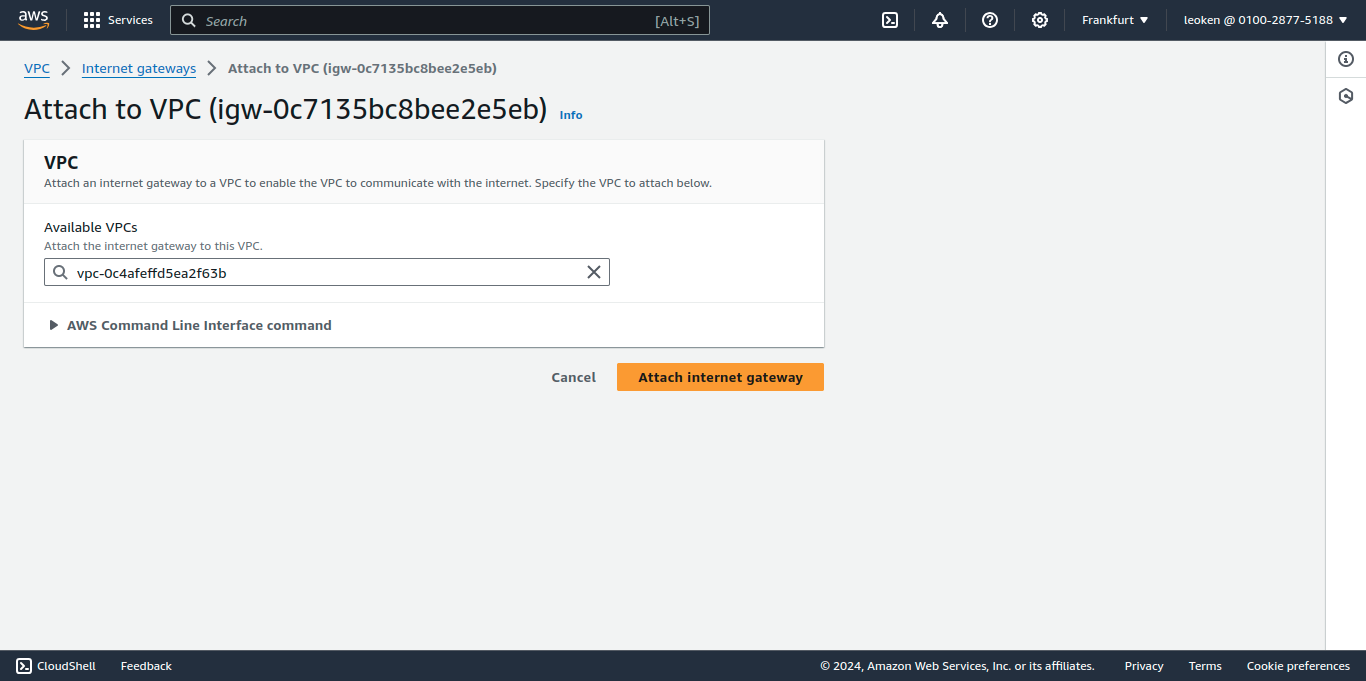 aws
Services
Search
[Alt+S]
Frankfurt
leoken @ 0100-2877-5188
VPC
Internet gateways
Attach to VPC (igw-0c7135bc8bee2e5eb)
Attach to VPC (igw-0c7135bc8bee2e5eb)
Info
VPC
Attach an internet gateway to a VPC to enable the VPC to communicate with the internet. Specify the VPC to attach below.
Available VPCs
Attach the internet gateway to this VPC.
vpc-0c4afeffd5ea2f63b
AWS Command Line Interface command
Cancel
Attach internet gateway
CloudShell
Feedback
© 2024, Amazon Web Services, Inc. or its affiliates.
Privacy
Terms
Cookie preferences